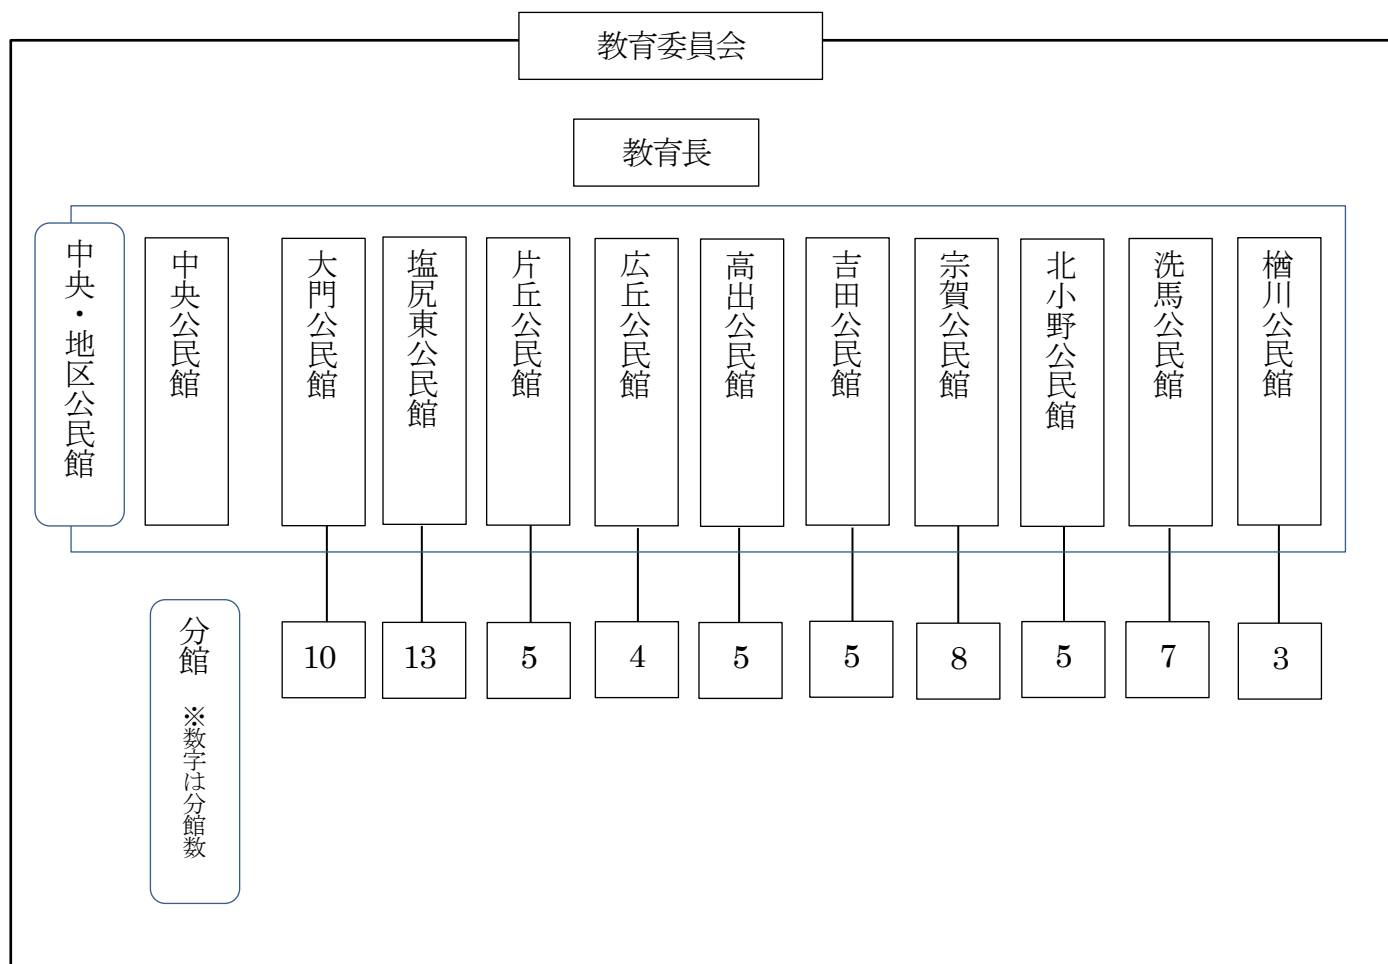 教育委員会
教育長
中央・地区公民館
中央公民館
大門公民館
塩尻東公民館
片丘公民館
広丘公民館
高出公民館
吉田公民館
宗賀公民館
北小野公民館
洗馬公民館
楢川公民館
分館　※数字は分館数
10
13
5
4
5
5
8
5
7
3